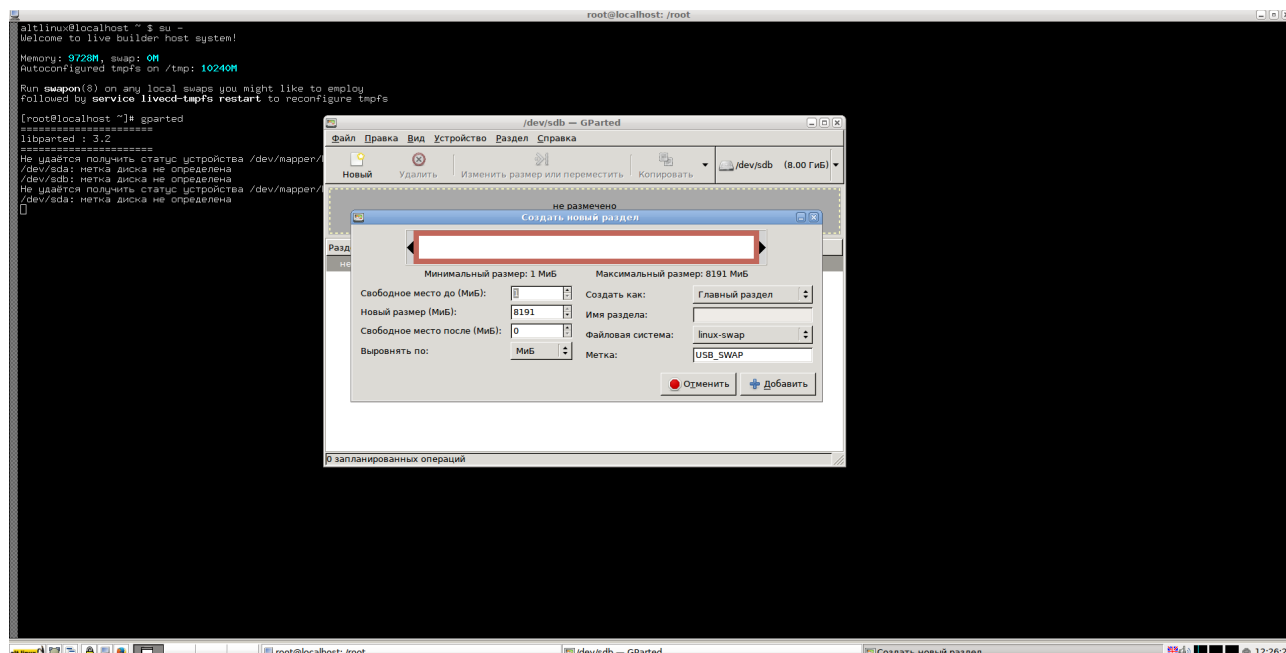 root@localhost: /root
altlinux@localhost ~ $ su -
Welcome to live builder host system!
Memory: 9728M, swap: 0M
Autoconfigured tmpfs on /tmp: 10240M
Run swapon(8) on any local swaps you might like to employ
followed by service livecd-tmpfs restart to reconfigure tmpfs
[root@localhost ~]# gparted
======================
libparted : 3.2
======================
Не удаётся получить статус устройства /dev/mapper/
/dev/sda: метка диска не определена
/dev/sdb: метка диска не определена
Не удаётся получить статус устройства /dev/mapper/
/dev/sda: метка диска не определена
/dev/sdb — GParted
Файл Правка Вид Устройство Раздел Справка
Новый Удалить Изменить размер или переместить Копировать /dev/sdb (8.00 ГиБ)
не размечено
Создать новый раздел
Разд
не
Минимальный размер: 1 МиБ Максимальный размер: 8191 МиБ
Свободное место до (МиБ): Создать как: Главный раздел
Новый размер (МиБ): 8191 Имя раздела:
Свободное место после (МиБ): 0 Файловая система: linux-swap
Выровнять по: МиБ Метка: USB_SWAP
Отменить Добавить
0 запланированных операций
root@localhost: /root /dev/sdb — GParted Создать новый раздел